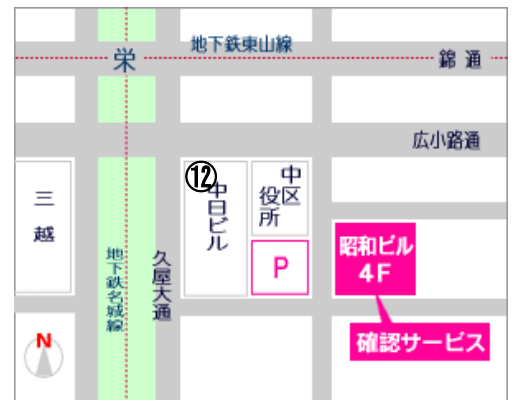 地下鉄東山線
栄
錦通
広小路通
三越
⑫
中日ビル
中区役所
P
昭和ビル
4F
確認サービス
地下鉄名城線
久屋大通
N